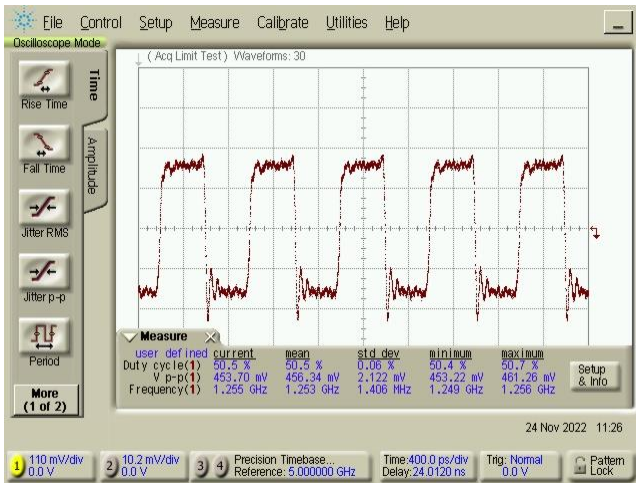 File Control Setup Measure Calibrate Utilities Help
Oscilloscope Mode
( Acq Limit Test ) Waveforms: 30
Time
Amplitude
Rise Time
Fall Time
Jitter RMS
Jitter p-p
Period
More
(1 of 2)
Measure
user defined current mean std dev minimum maximum
Duty cycle(1) 50.5 % 50.5 % 0.06 % 50.4 % 50.7 %
V p-p(1) 453.70 mV 456.34 mV 2.122 mV 453.22 mV 461.26 mV
Frequency(1) 1.255 GHz 1.253 GHz 1.406 MHz 1.249 GHz 1.256 GHz
Setup
& Info
24 Nov 2022 11:26
1 110 mV/div
0.0 V
2 10.2 mV/div
0.0 V
3 4
Precision Timebase...
Reference: 5.000000 GHz
Time:400.0 ps/div
Delay:24.0120 ns
Trig: Normal
0.0 V
Pattern
Lock